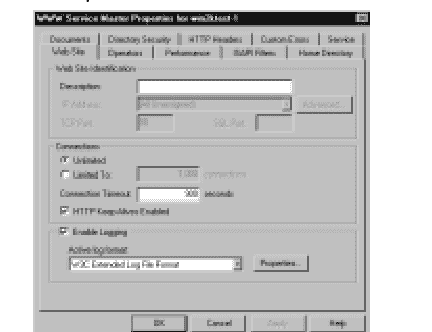 WWW Service Master Properties for win2ktest-1
Documents Directory Security HTTP Headers Custom Errors Service
Web Site Operators Performance ISAPI Filters Home Directory
Web Site Identification
Description:
IP Address: (All Unassigned) Advanced...
TCP Port: 80 SSL Port:
Connections
Unlimited
Limited To: 1,000 connections
Connection Timeout: 900 seconds
HTTP Keep-Alives Enabled
Enable Logging
Active log format:
W3C Extended Log File Format Properties...
OK Cancel Apply Help